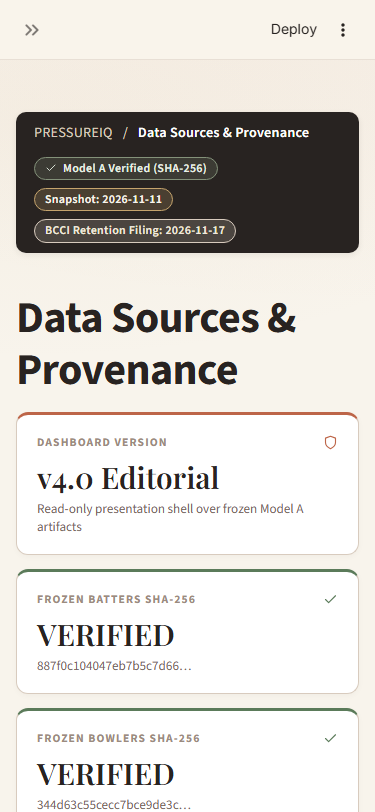 Deploy
PRESSUREIQ / Data Sources & Provenance
Model A Verified (SHA-256)
Snapshot: 2026-11-11
BCCI Retention Filing: 2026-11-17
Data Sources &
Provenance
DASHBOARD VERSION
v4.0 Editorial
Read-only presentation shell over frozen Model A
artifacts
FROZEN BATTERS SHA-256
VERIFIED
887f0c104047eb7b5c7d66...
FROZEN BOWLERS SHA-256
VERIFIED
344d63c55cecc7bce9de3c...